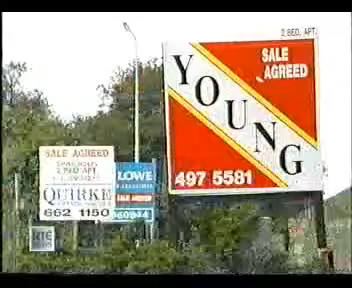 2 BED. APT.
SALE
AGREED
YOUNG
497 5581
SALE AGREED
SPACIOUS
2 BED APT.
QUIRKE
662 1150
LOWE
SALE AGREED
RTE